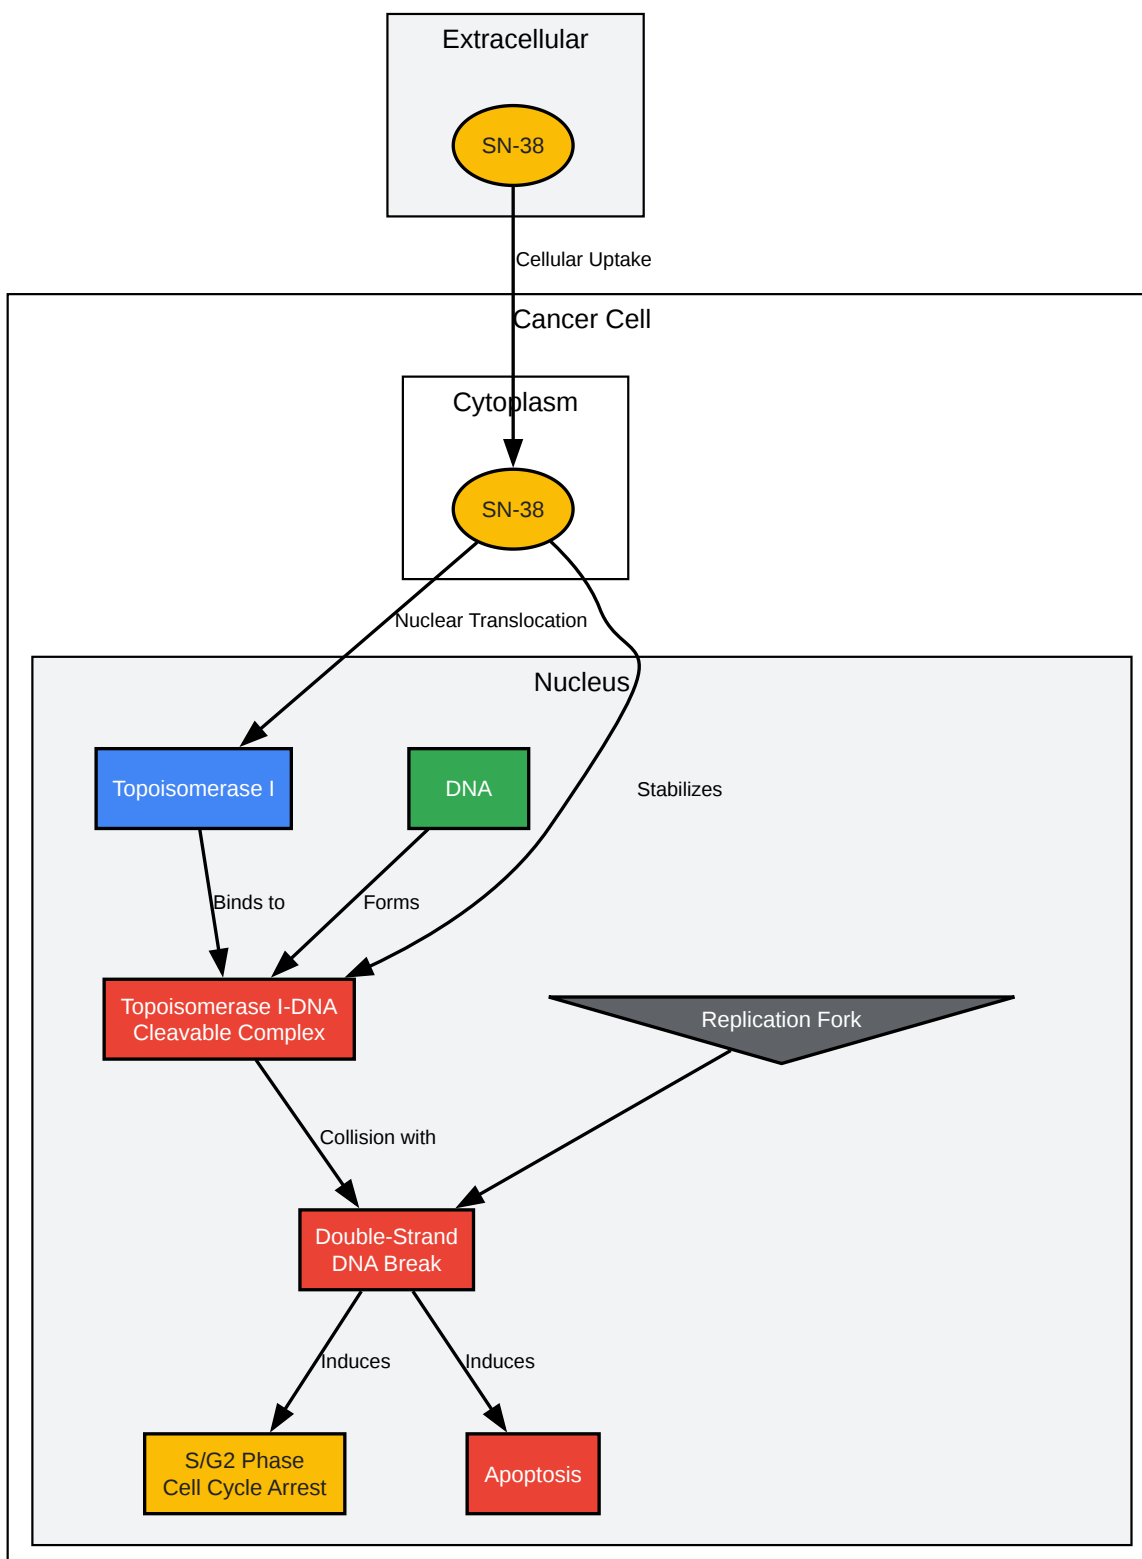 Extracellular
SN-38
Cellular Uptake
Cancer Cell
Cytoplasm
SN-38
Nuclear Translocation
Nucleus
Topoisomerase I
DNA
Stabilizes
Binds to
Forms
Topoisomerase I-DNA
Cleavable Complex
Replication Fork
Collision with
Double-Strand
DNA Break
Induces
Induces
S/G2 Phase
Cell Cycle Arrest
Apoptosis